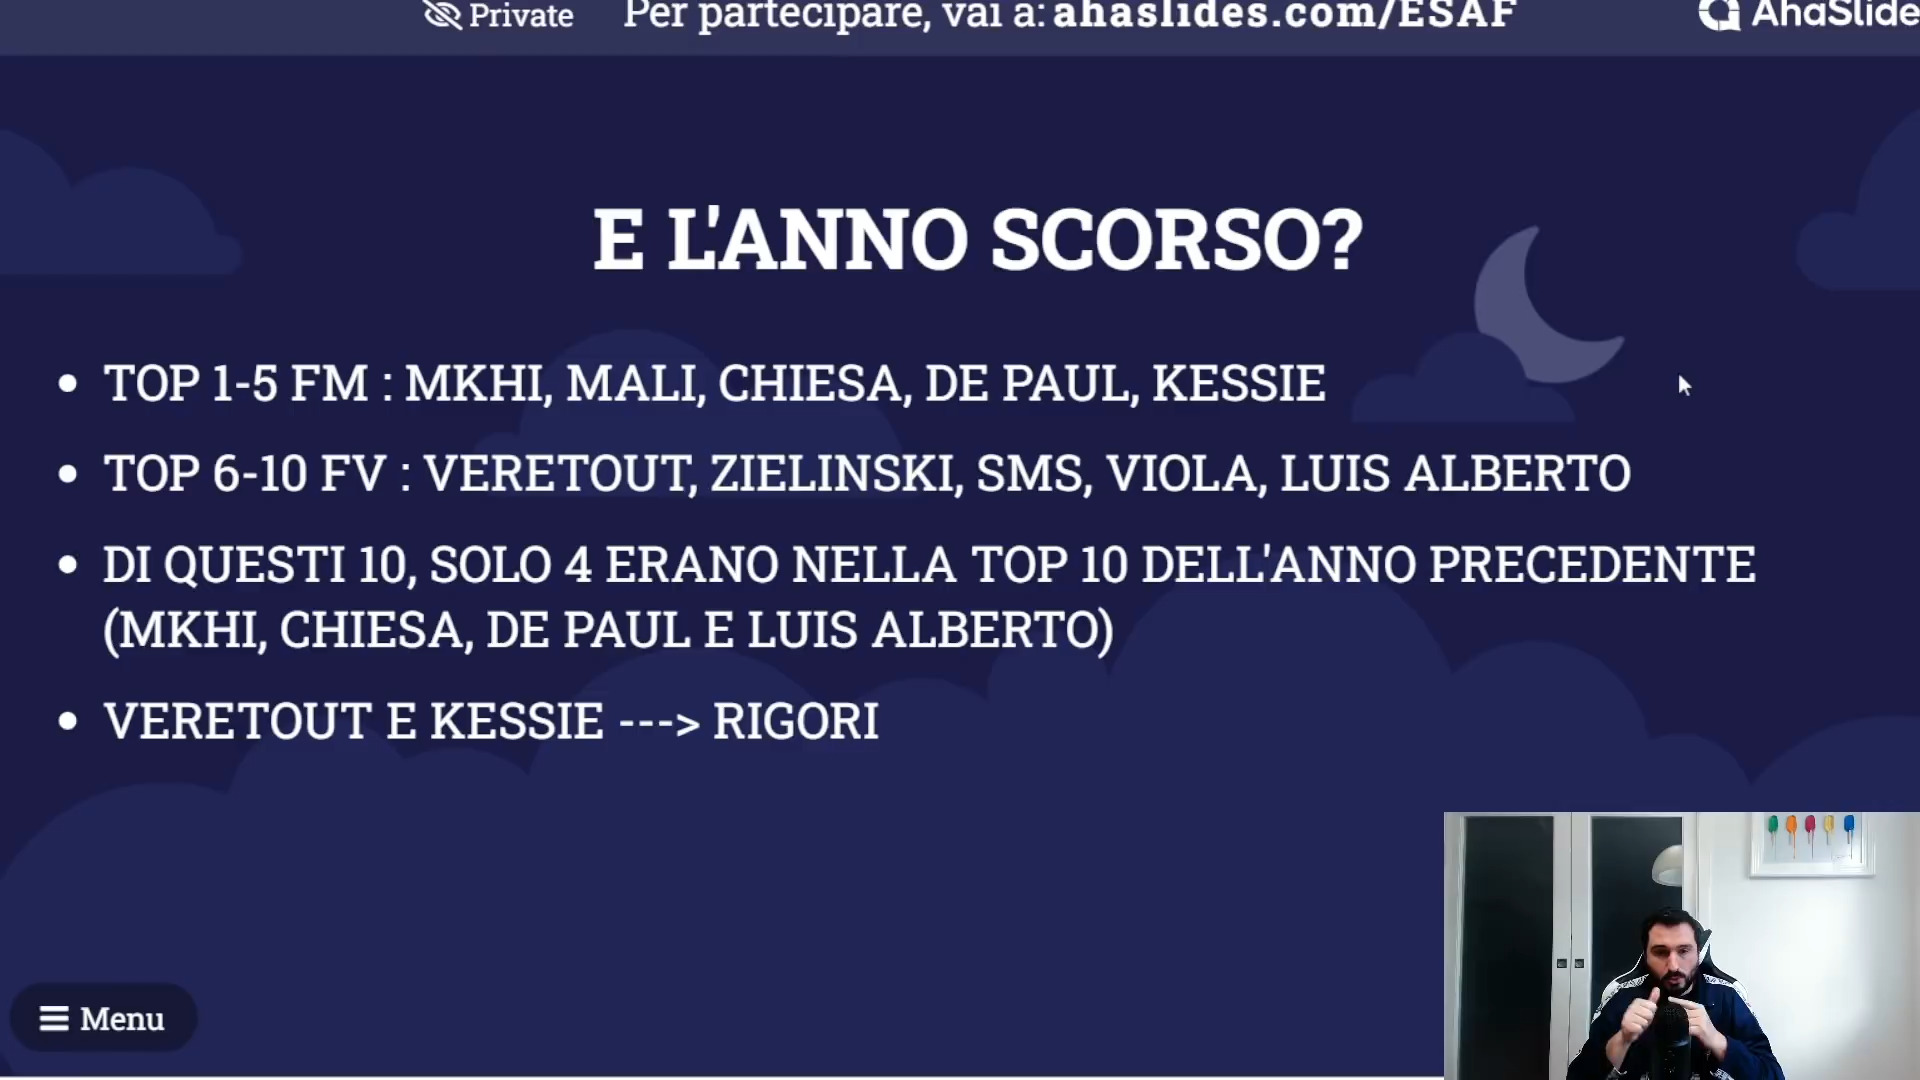 Private
Per partecipare, vai a: ahaslides.com/ESAF
AhaSlide
E L'ANNO SCORSO?
• TOP 1-5 FM : MKHI, MALI, CHIESA, DE PAUL, KESSIE
• TOP 6-10 FV : VERETOUT, ZIELINSKI, SMS, VIOLA, LUIS ALBERTO
• DI QUESTI 10, SOLO 4 ERANO NELLA TOP 10 DELL'ANNO PRECEDENTE
(MKHI, CHIESA, DE PAUL E LUIS ALBERTO)
• VERETOUT E KESSIE ---> RIGORI
Menu